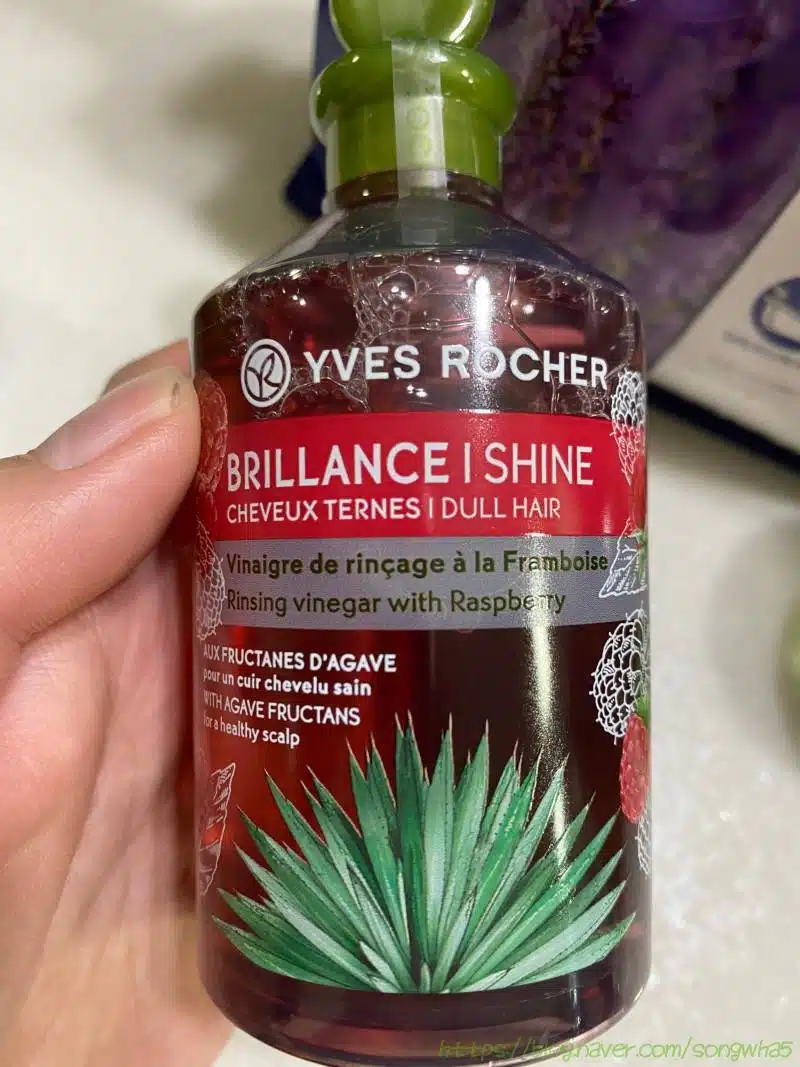 YVES ROCHER
BRILLANCE | SHINE
CHEVEUX TERNES | DULL HAIR
Vinaigre de rinçage à la Framboise
Rinsing vinegar with Raspberry
AUX FRUCTANES D'AGAVE
pour un cuir chevelu sain
WITH AGAVE FRUCTANS
for a healthy scalp
https://blog.naver.com/songwha5